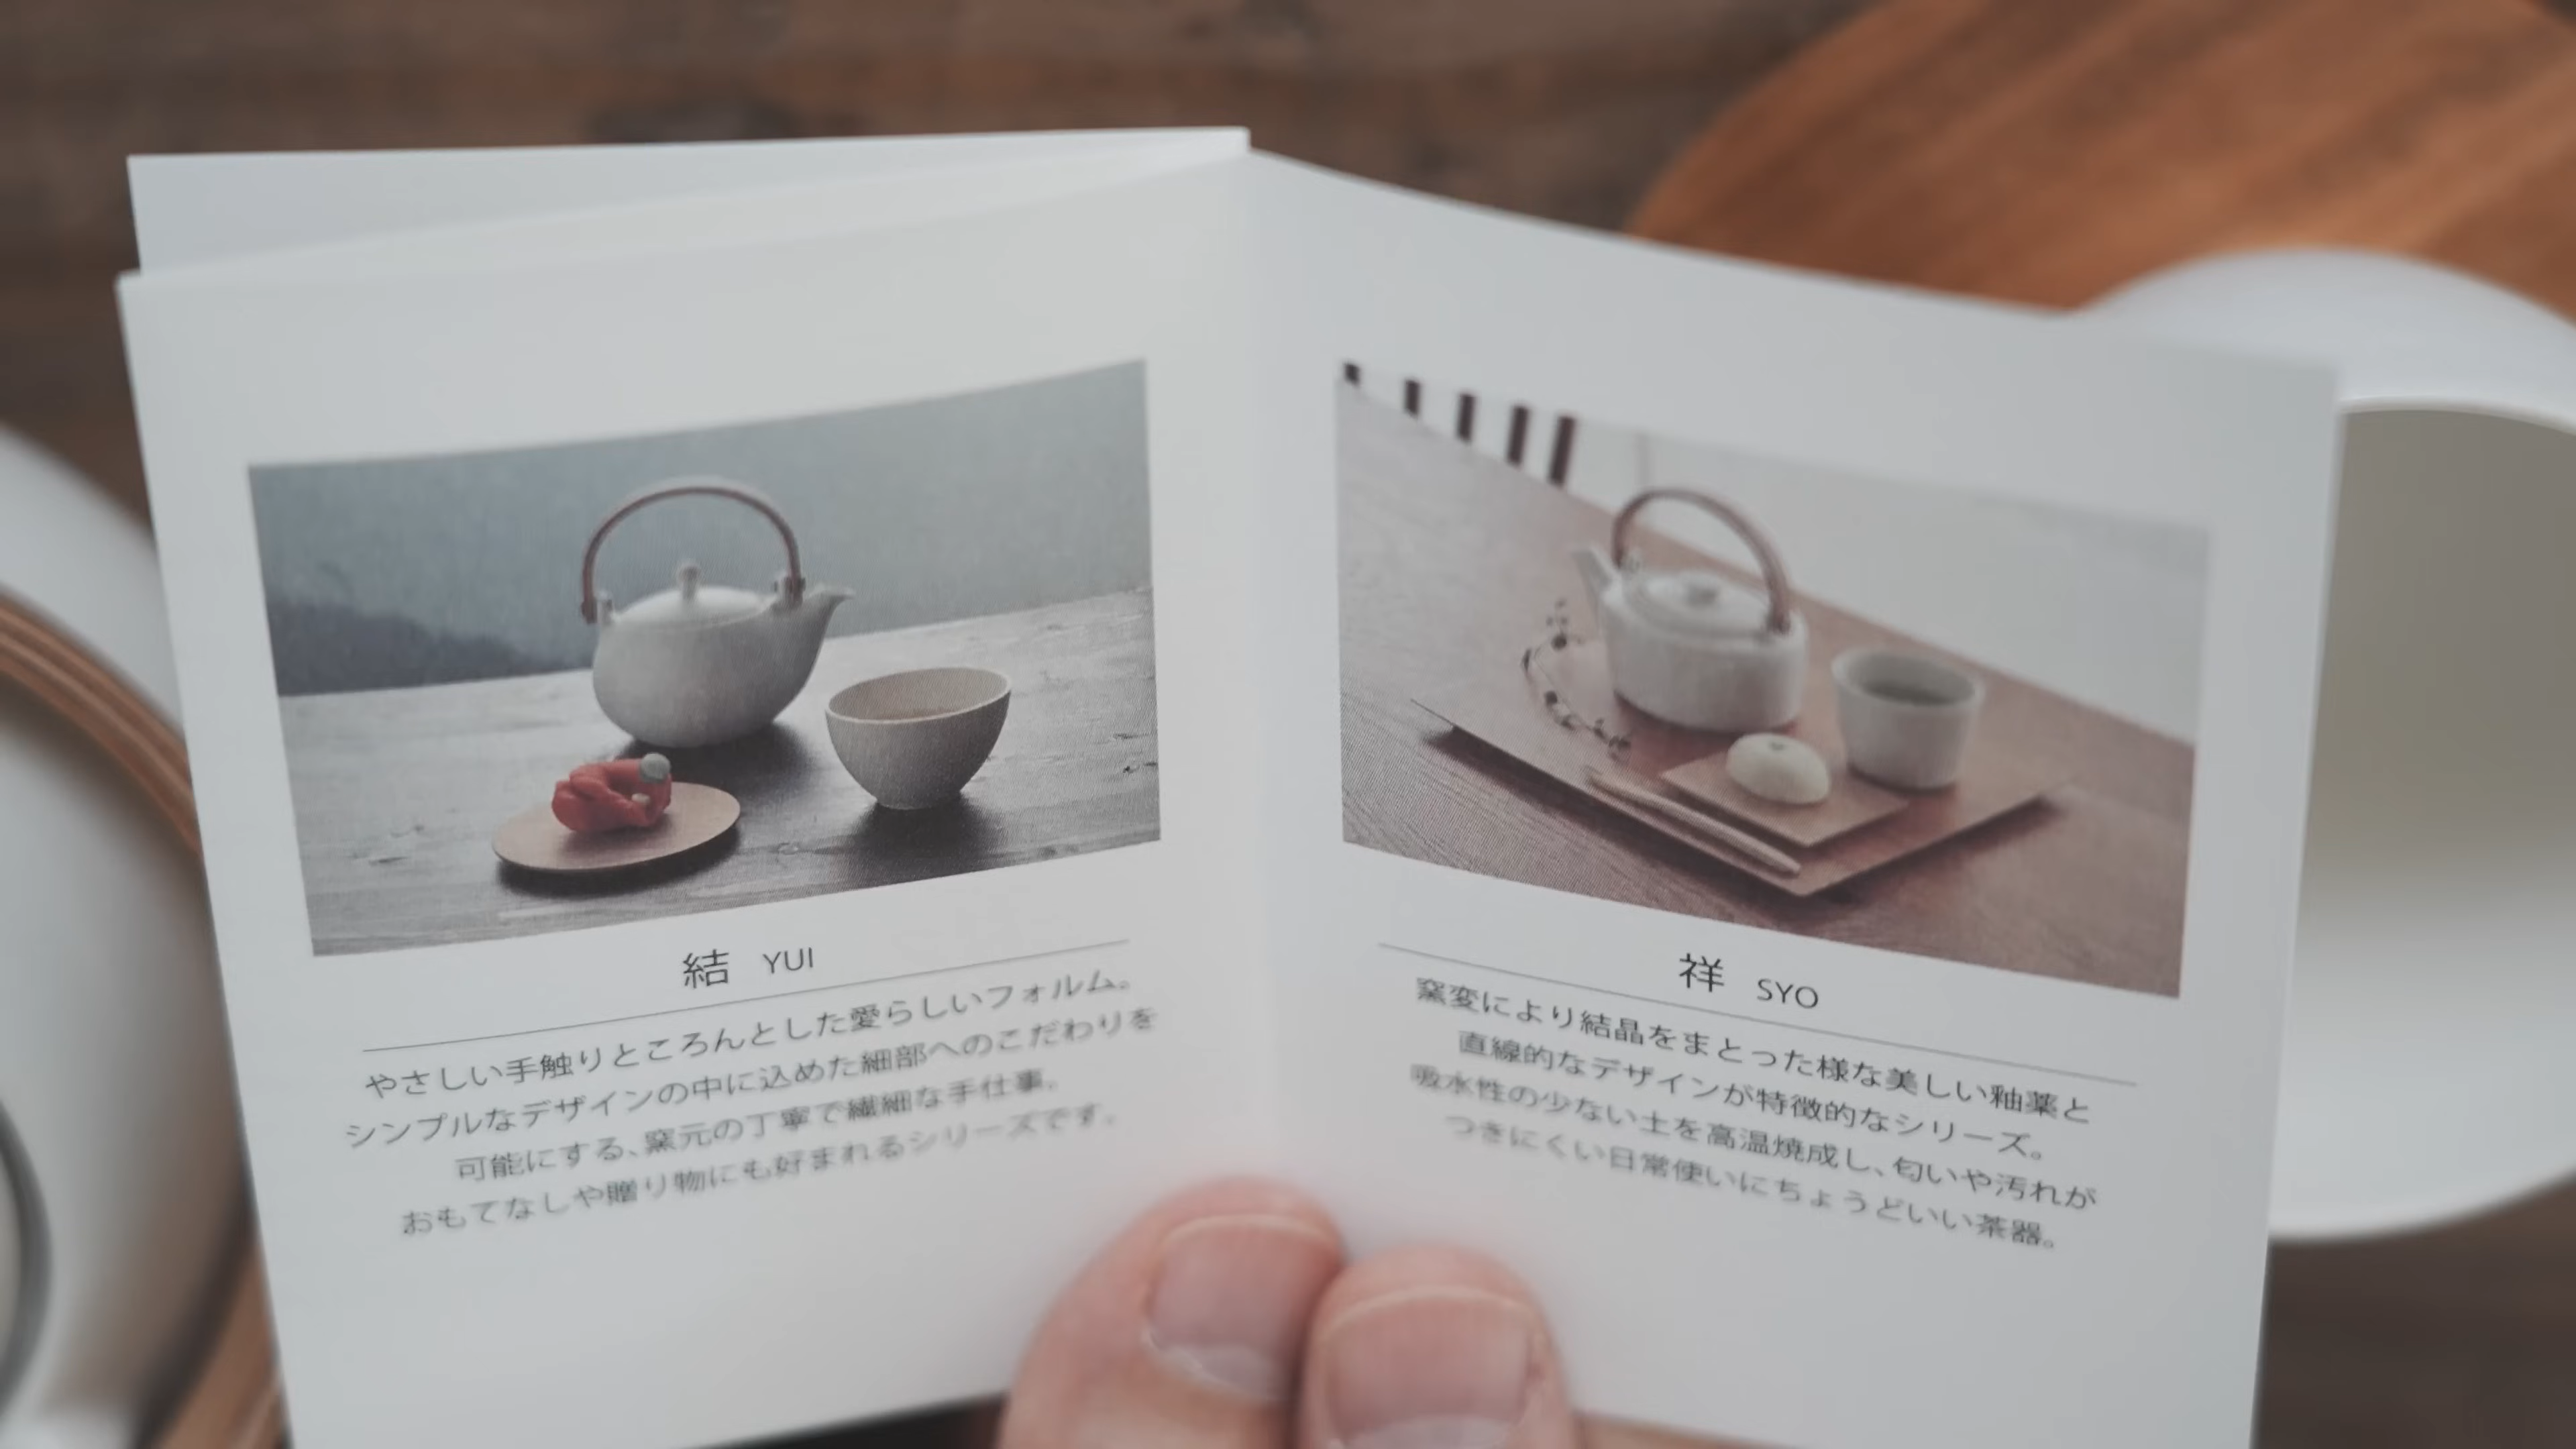 結 YUI
やさしい手触りところんとした愛らしいフォルム。
シンプルなデザインの中に込めた細部へのこだわりを
可能にする、窯元の丁寧で繊細な手仕事。
おもてなしや贈り物にも好まれるシリーズです。
祥 SYO
窯変により結晶をまとった様な美しい釉薬と
直線的なデザインが特徴的なシリーズ。
吸水性の少ない土を高温焼成し、匂いや汚れが
つきにくい日常使いにちょうどいい茶器。